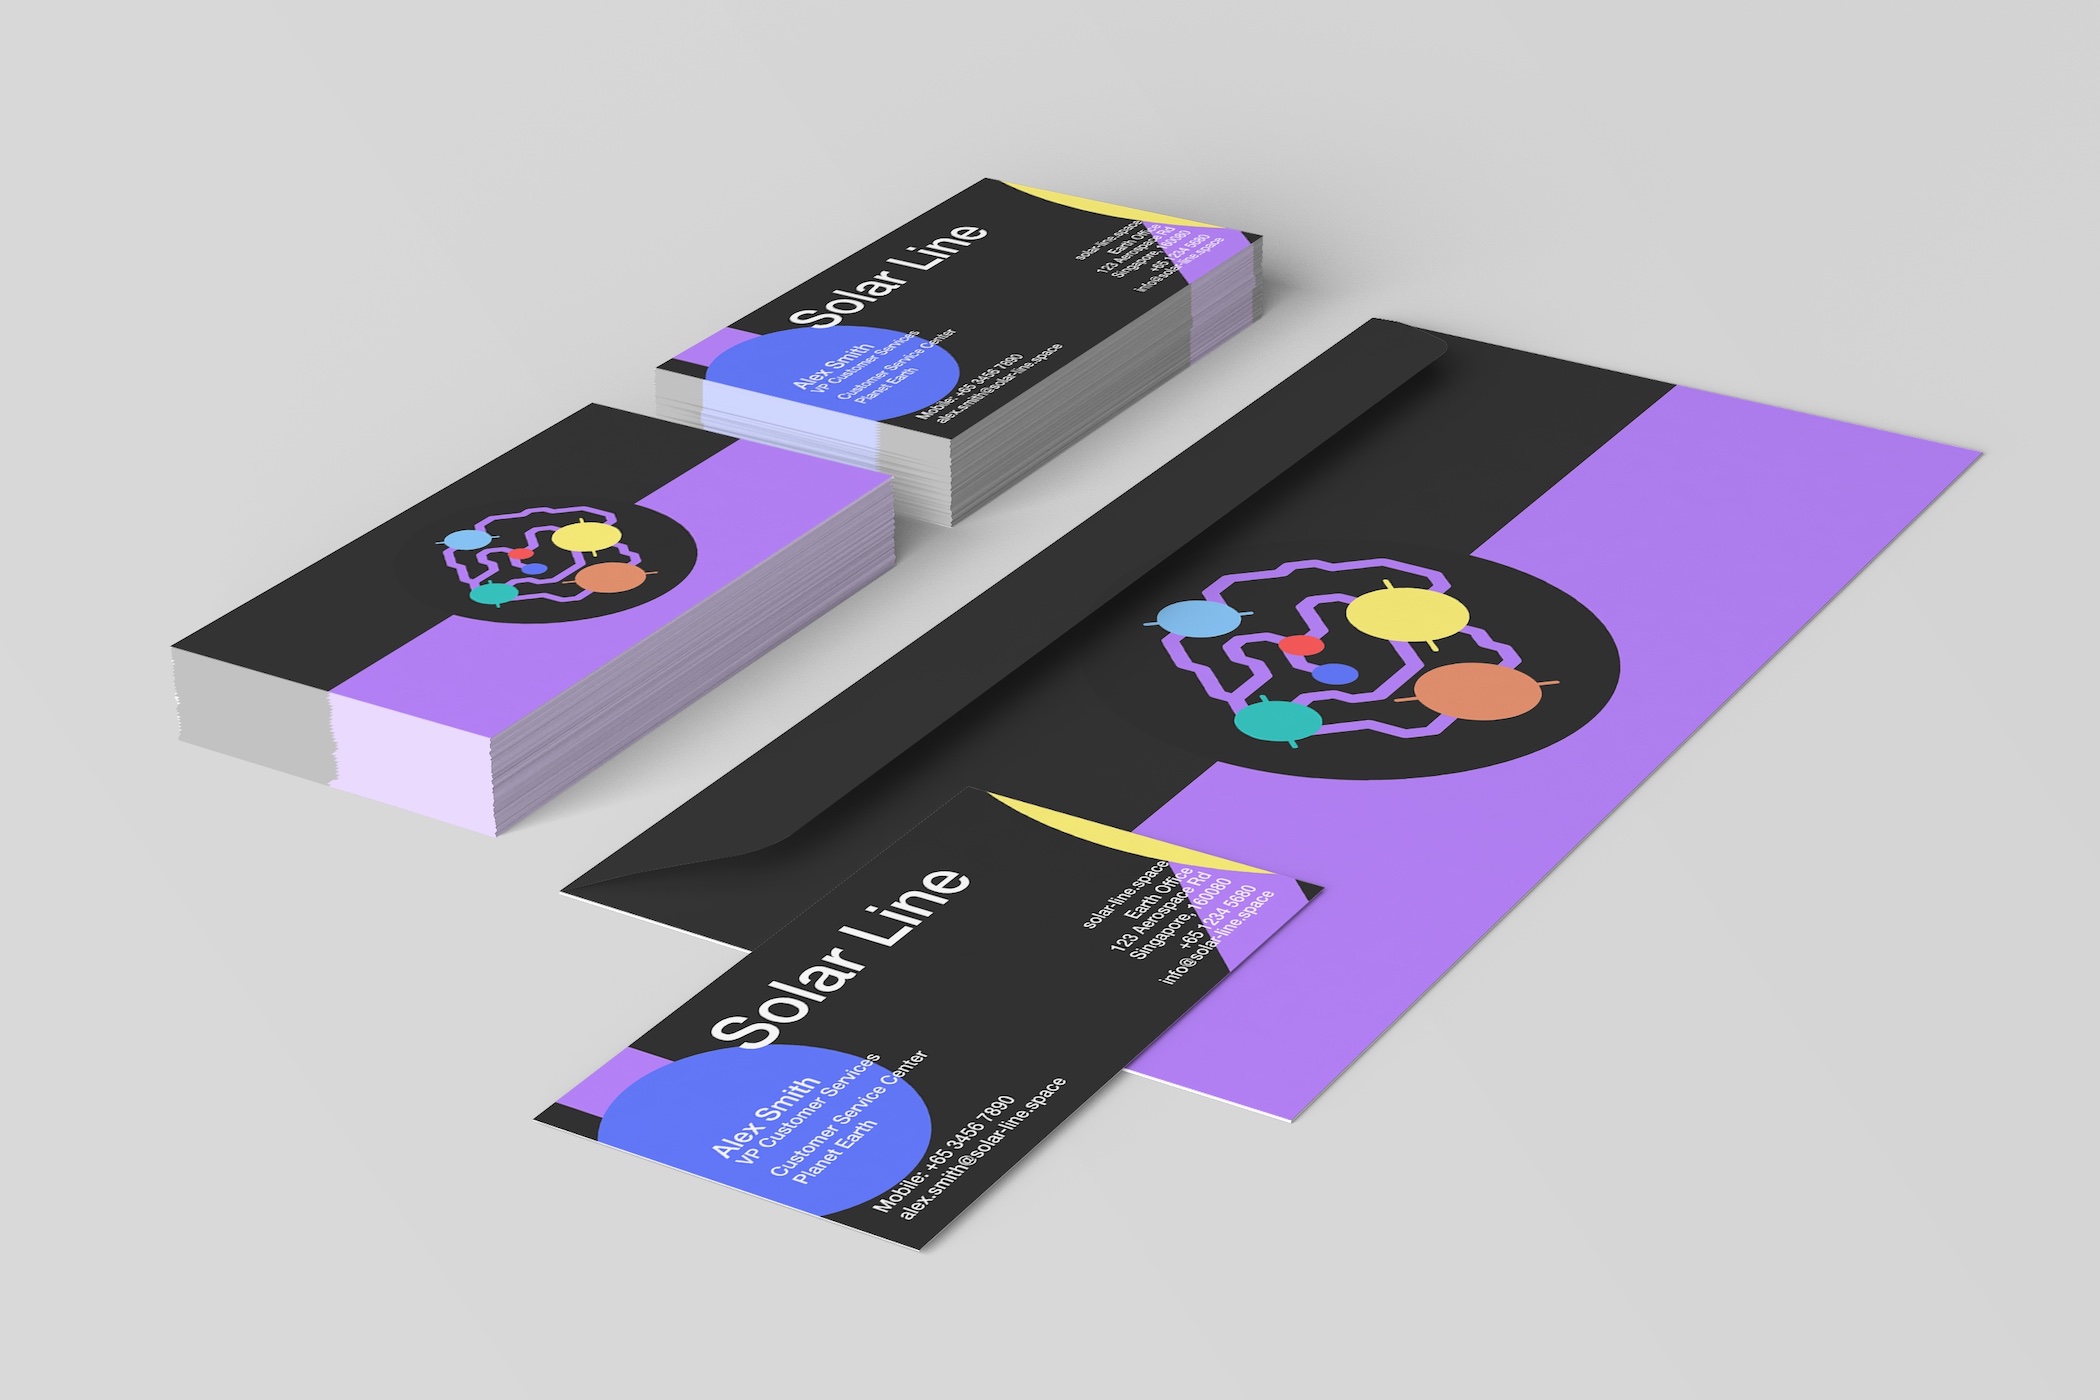 Solar Line
solar-line.space
Earth Office
123 Aerospace Rd
Singapore, 160080
+65 1234 5680
info@solar-line.space
Alex Smith
VP Customer Services
Customer Service Center
Planet Earth
Mobile: +65 3456 7890
alex.smith@solar-line.space
Solar Line
solar-line.space
Earth Office
123 Aerospace Rd
Singapore, 160080
+65 1234 5680
info@solar-line.space
Alex Smith
VP Customer Services
Customer Service Center
Planet Earth
Mobile: +65 3456 7890
alex.smith@solar-line.space